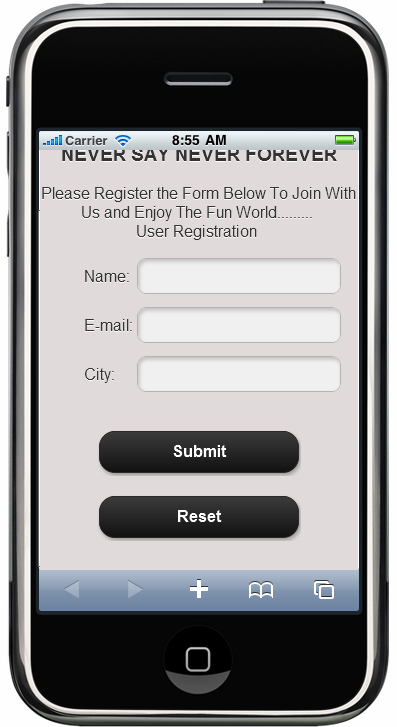 Carrier 8:55 AM
NEVER SAY NEVER FOREVER
Please Register the Form Below To Join With
Us and Enjoy The Fun World.........
User Registration
Name:
E-mail:
City:
Submit
Reset